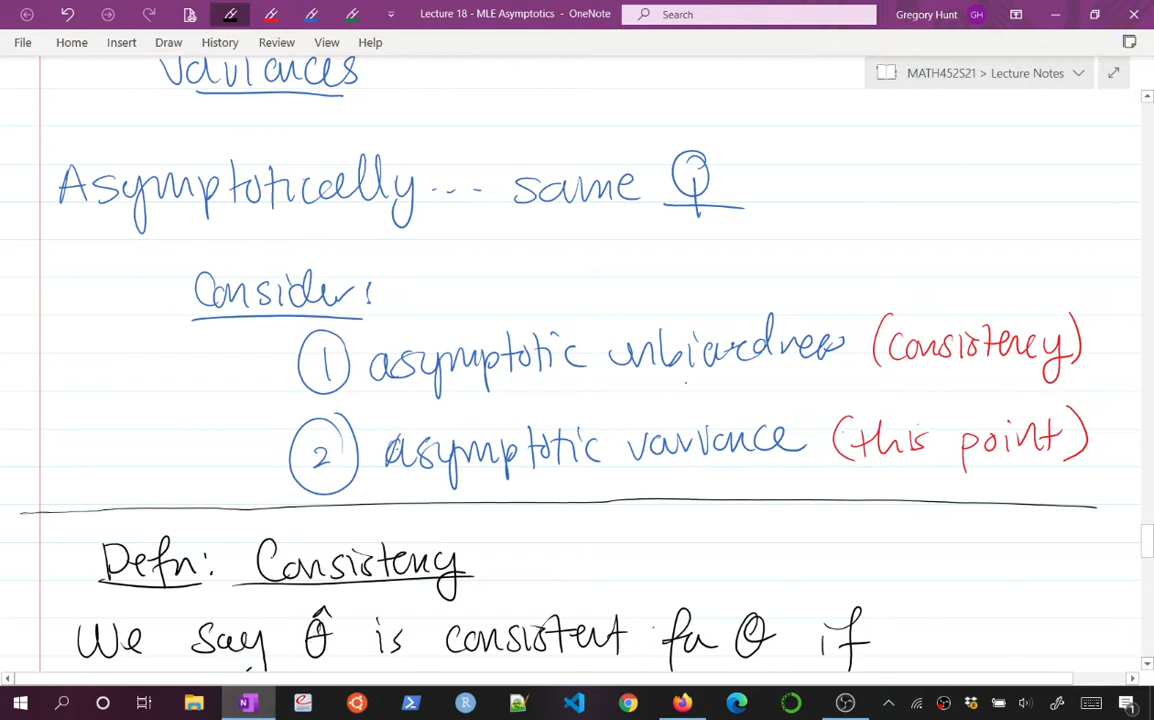 Lecture 18 - MLE Asymptotics - OneNote
Search
Gregory Hunt GH
File Home Insert Draw History Review View Help
MATH452S21 > Lecture Notes
Variances
Asymptotically... same Q
Consider:
1 asymptotic unbiasedness (consistency)
2 asymptotic variance (this point)
Defn: Consistency
We say θ̂ is consistent for θ if